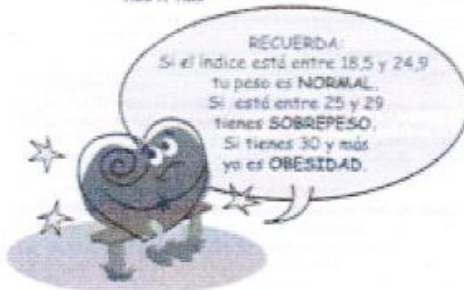 RECUERDA:
Si el índice está entre 18,5 y 24,9
tu peso es NORMAL.
Si está entre 25 y 29
tienes SOBREPESO.
Si tienes 30 y más
ya es OBESIDAD.